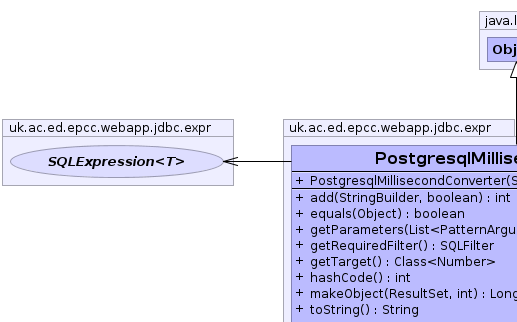 java.l
Obj
uk.ac.ed.epcc.webapp.jdbc.expr
SQLExpression<T>
uk.ac.ed.epcc.webapp.jdbc.expr
PostgresqlMillise
+ PostgresqlMillisecondConverter(S
+ add(StringBuilder, boolean) : int
+ equals(Object) : boolean
+ getParameters(List<PatternArgu
+ getRequiredFilter() : SQLFilter
+ getTarget() : Class<Number>
+ hashCode() : int
+ makeObject(ResultSet, int) : Long
+ toString() : String